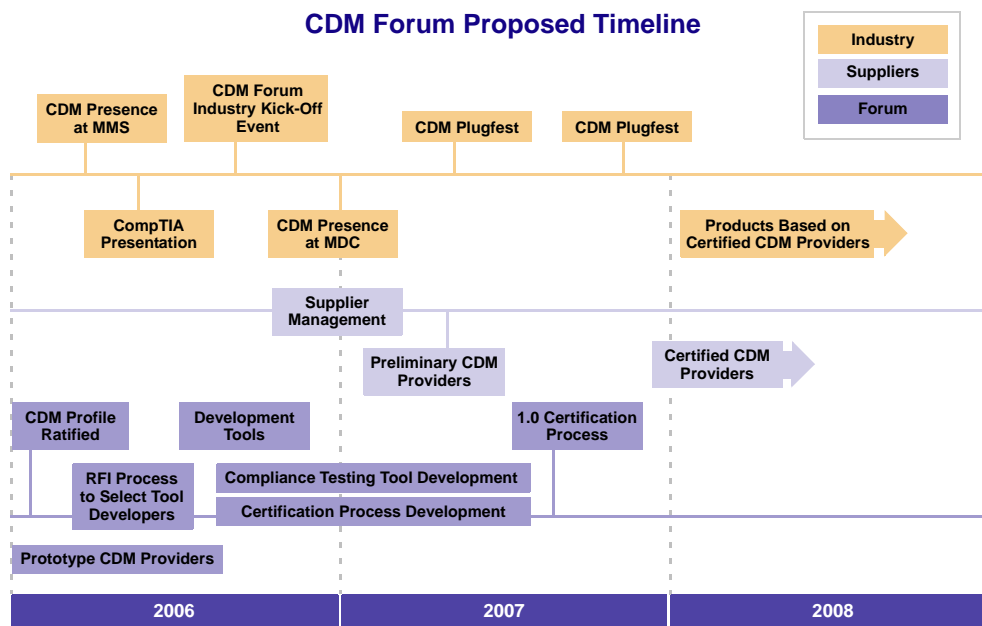 CDM Forum Proposed Timeline
Industry
Suppliers
Forum
CDM Presence
at MMS
CDM Forum
Industry Kick-Off
Event
CDM Plugfest
CDM Plugfest
CompTIA
Presentation
CDM Presence
at MDC
Products Based on
Certified CDM Providers
Supplier
Management
Preliminary CDM
Providers
Certified CDM
Providers
CDM Profile
Ratified
Development
Tools
1.0 Certification
Process
RFI Process
to Select Tool
Developers
Compliance Testing Tool Development
Certification Process Development
Prototype CDM Providers
2006
2007
2008